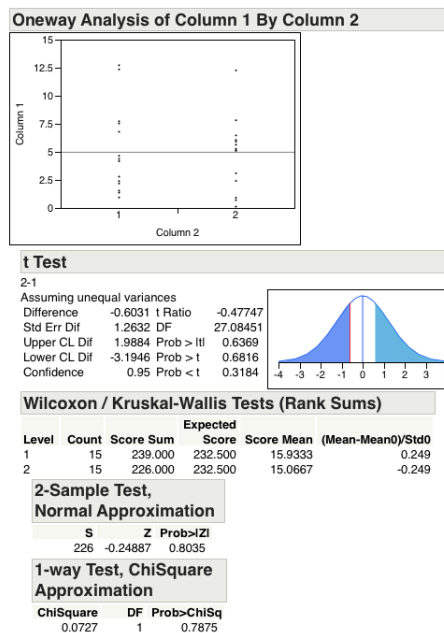 Oneway Analysis of Column 1 By Column 2
15
12.5
10
7.5
5
2.5
0
Column 1
1 2
Column 2
t Test
2-1
Assuming unequal variances
Difference -0.6031 t Ratio -0.47747
Std Err Dif 1.2632 DF 27.08451
Upper CL Dif 1.9884 Prob > |t| 0.6369
Lower CL Dif -3.1946 Prob > t 0.6816
Confidence 0.95 Prob < t 0.3184
-4 -3 -2 -1 0 1 2 3
Wilcoxon / Kruskal-Wallis Tests (Rank Sums)
Expected
Level Count Score Sum Score Score Mean (Mean-Mean0)/Std0
1 15 239.000 232.500 15.9333 0.249
2 15 226.000 232.500 15.0667 -0.249
2-Sample Test,
Normal Approximation
S Z Prob>|Z|
226 -0.24887 0.8035
1-way Test, ChiSquare
Approximation
ChiSquare DF Prob>ChiSq
0.0727 1 0.7875